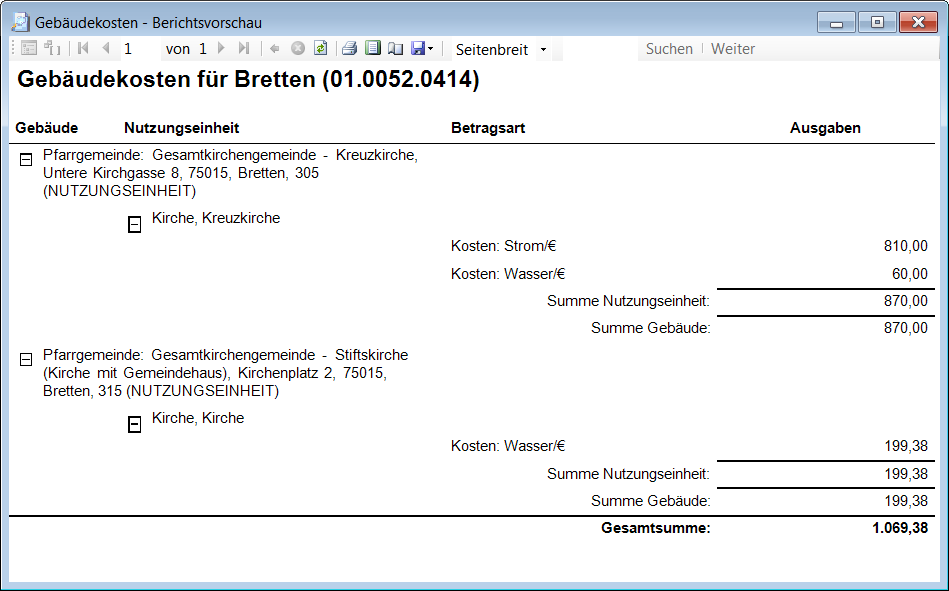 Gebäudekosten - Berichtsvorschau
1 von 1 Seitenbreit Suchen Weiter
Gebäudekosten für Bretten (01.0052.0414)
Gebäude Nutzungseinheit Betragsart Ausgaben
Pfarrgemeinde: Gesamtkirchengemeinde - Kreuzkirche,
Untere Kirchgasse 8, 75015, Bretten, 305
(NUTZUNGSEINHEIT)
Kirche, Kreuzkirche
Kosten: Strom/€ 810,00
Kosten: Wasser/€ 60,00
Summe Nutzungseinheit: 870,00
Summe Gebäude: 870,00
Pfarrgemeinde: Gesamtkirchengemeinde - Stiftskirche
(Kirche mit Gemeindehaus), Kirchenplatz 2, 75015,
Bretten, 315 (NUTZUNGSEINHEIT)
Kirche, Kirche
Kosten: Wasser/€ 199,38
Summe Nutzungseinheit: 199,38
Summe Gebäude: 199,38
Gesamtsumme: 1.069,38